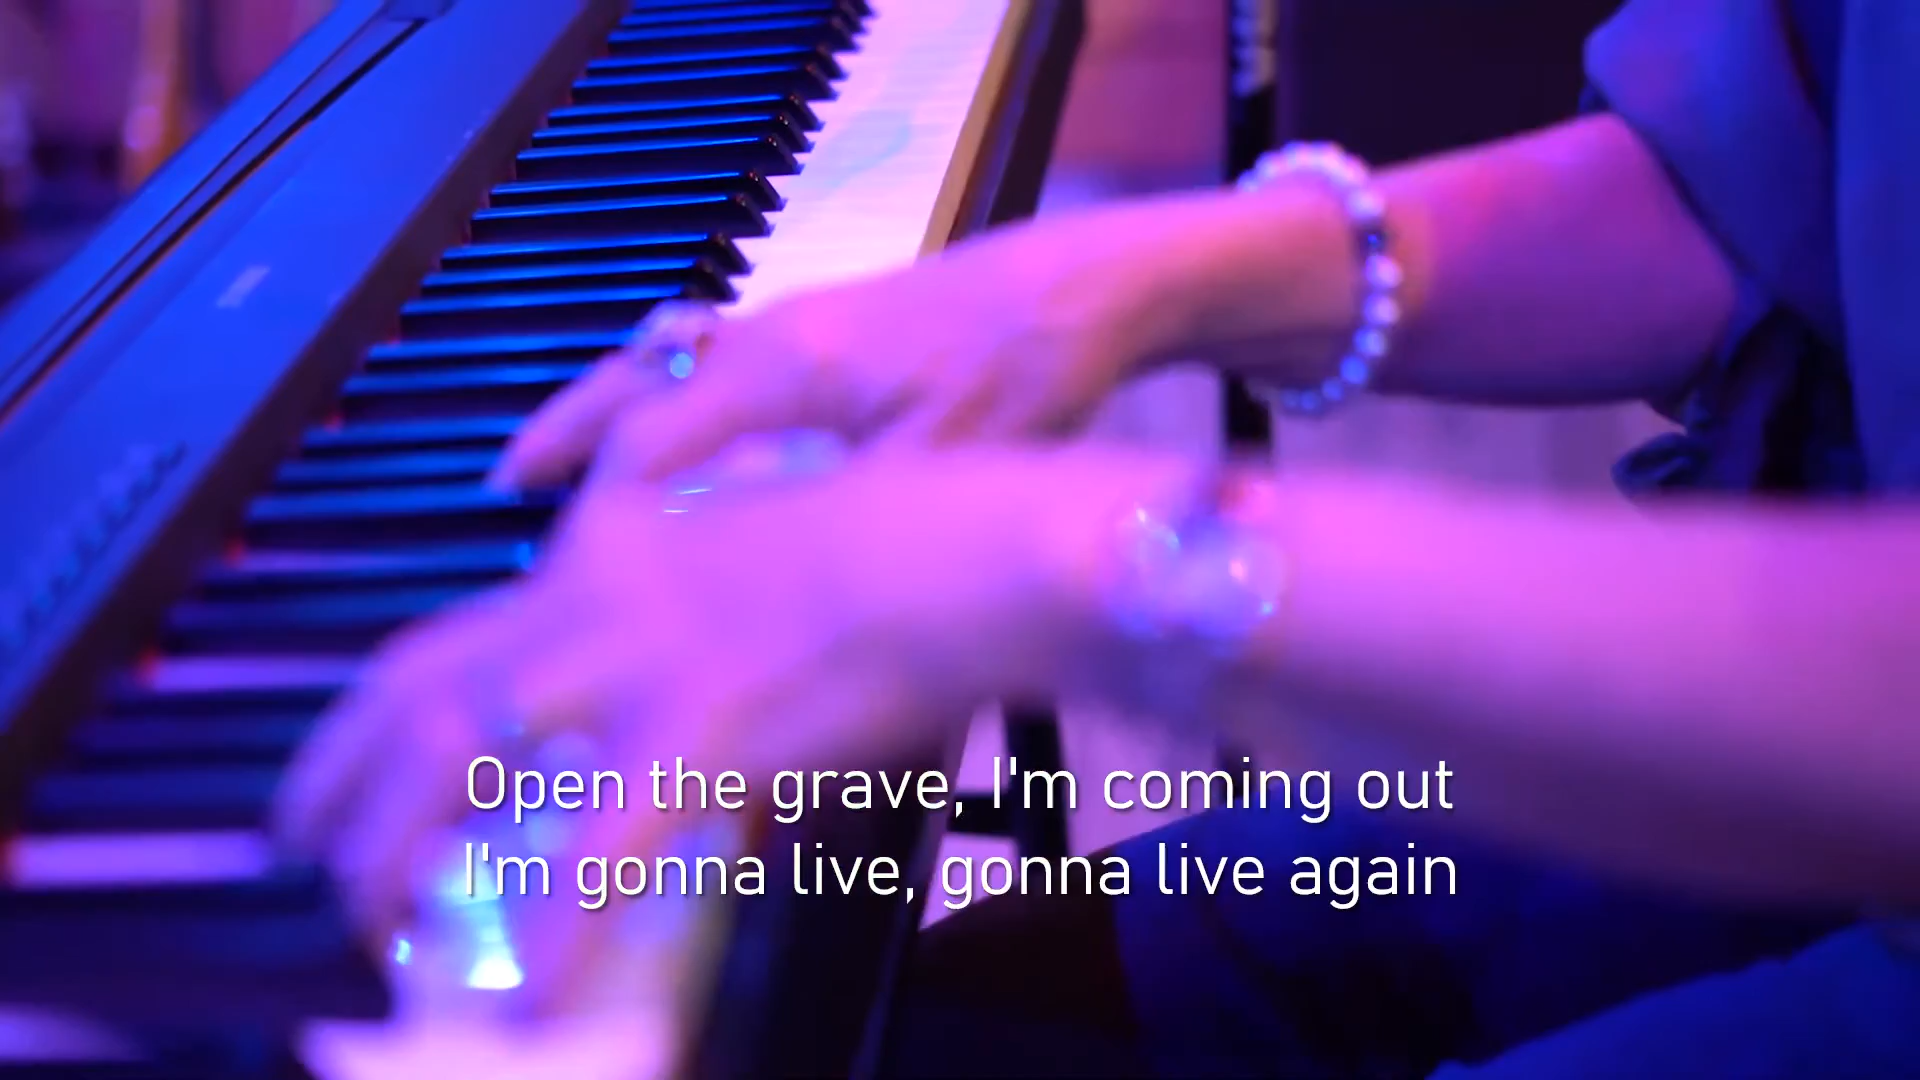 Open the grave, I'm coming out
I'm gonna live, gonna live again